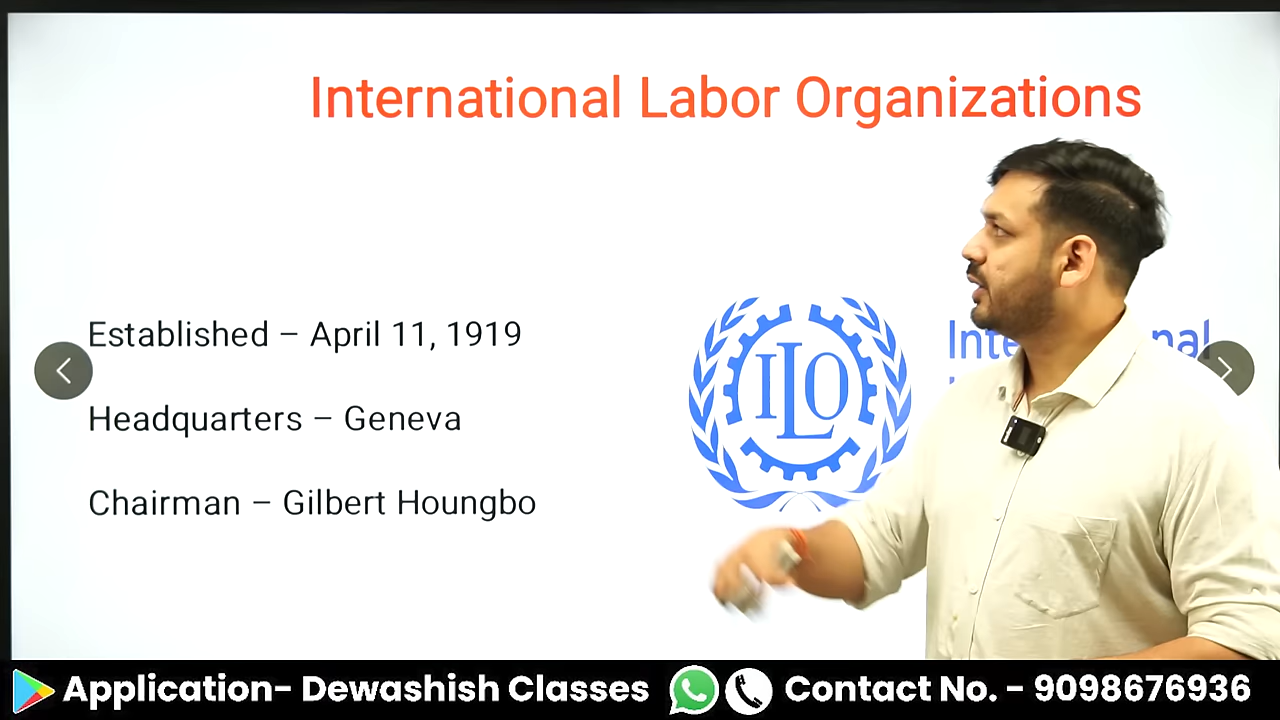 International Labor Organizations
Established – April 11, 1919
Headquarters – Geneva
Chairman – Gilbert Houngbo
ILO
Application- Dewashish Classes
Contact No. - 9098676936